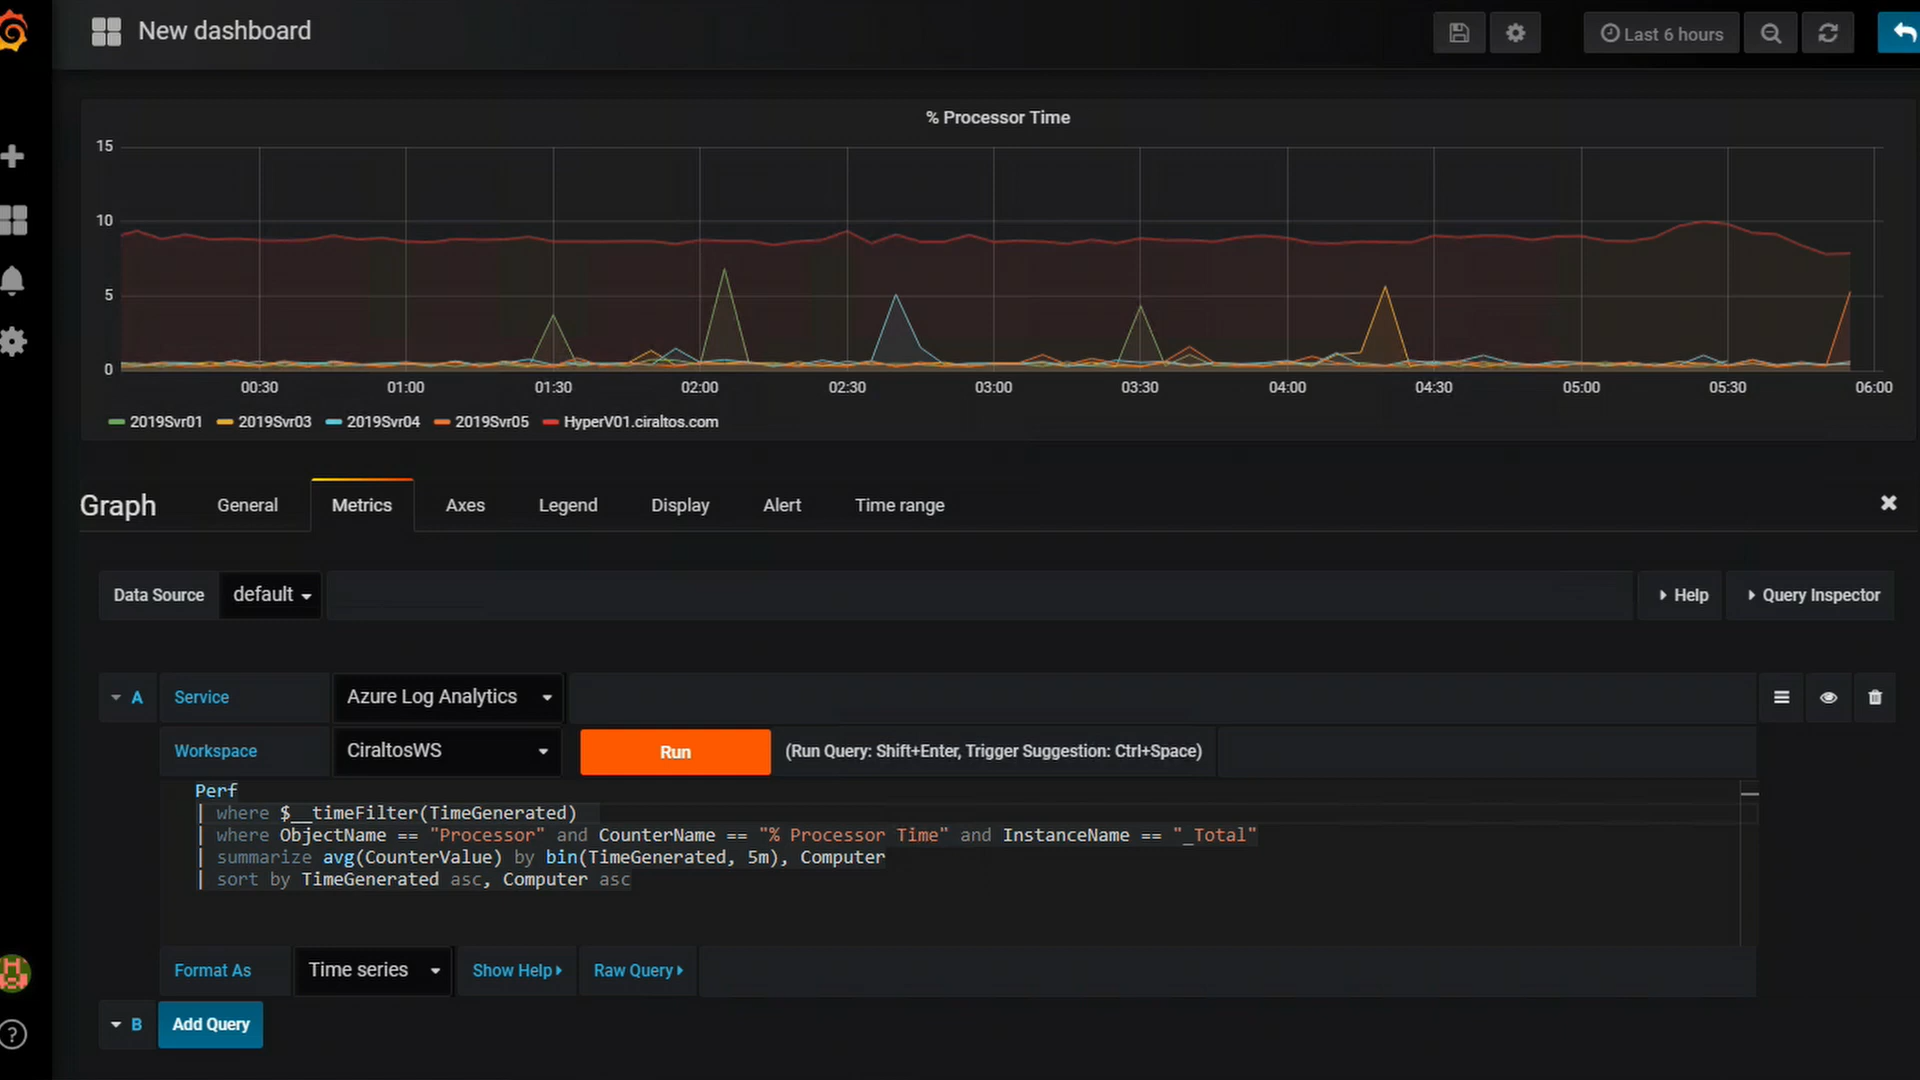 New dashboard
Last 6 hours
% Processor Time
15
10
5
0
00:30 01:00 01:30 02:00 02:30 03:00 03:30 04:00 04:30 05:00 05:30 06:00
2019Svr01 2019Svr03 2019Svr04 2019Svr05 HyperV01.ciraltos.com
Graph General Metrics Axes Legend Display Alert Time range
Data Source default Help Query Inspector
A Service Azure Log Analytics
Workspace CiraltosWS Run (Run Query: Shift+Enter, Trigger Suggestion: Ctrl+Space)
Perf
| where $__timeFilter(TimeGenerated)
| where ObjectName == "Processor" and CounterName == "% Processor Time" and InstanceName == "_Total"
| summarize avg(CounterValue) by bin(TimeGenerated, 5m), Computer
| sort by TimeGenerated asc, Computer asc
Format As Time series Show Help Raw Query
B Add Query